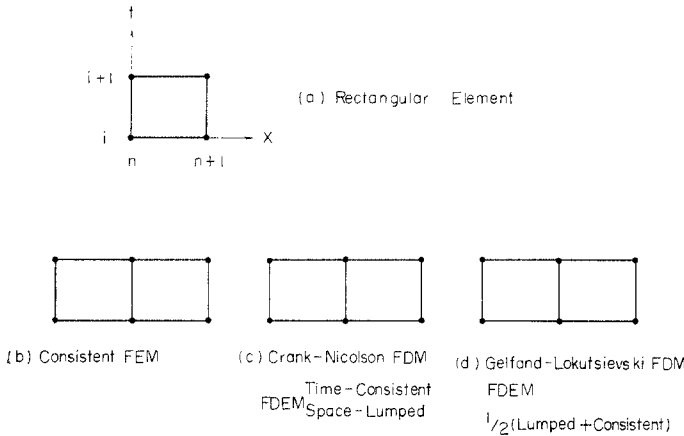 t
i+1
(a) Rectangular Element
i
X
n
n+1
(b) Consistent FEM
(c) Crank-Nicolson FDM
FDEM Time-Consistent
Space-Lumped
(d) Gelfand-Lokutsievski FDM
FDEM
1/2(Lumped+Consistent)